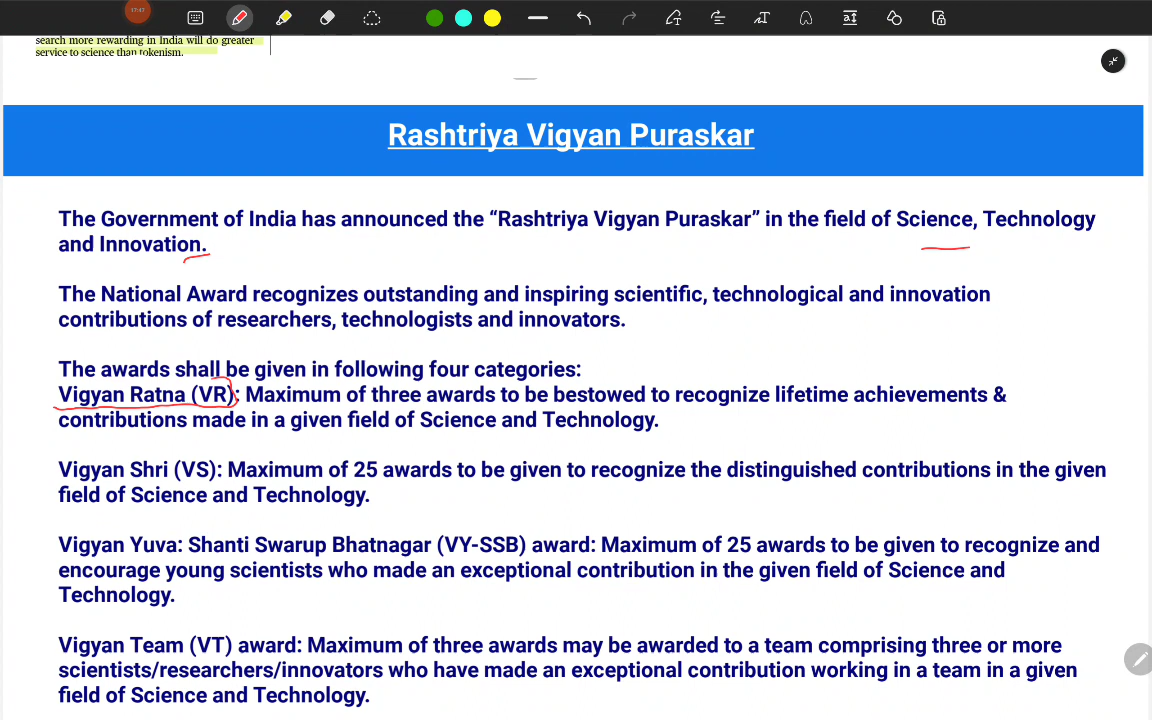 search more rewarding in India will do greater
service to science than tokenism.
Rashtriya Vigyan Puraskar
The Government of India has announced the “Rashtriya Vigyan Puraskar” in the field of Science, Technology
and Innovation.
The National Award recognizes outstanding and inspiring scientific, technological and innovation
contributions of researchers, technologists and innovators.
The awards shall be given in following four categories:
Vigyan Ratna (VR): Maximum of three awards to be bestowed to recognize lifetime achievements &
contributions made in a given field of Science and Technology.
Vigyan Shri (VS): Maximum of 25 awards to be given to recognize the distinguished contributions in the given
field of Science and Technology.
Vigyan Yuva: Shanti Swarup Bhatnagar (VY-SSB) award: Maximum of 25 awards to be given to recognize and
encourage young scientists who made an exceptional contribution in the given field of Science and
Technology.
Vigyan Team (VT) award: Maximum of three awards may be awarded to a team comprising three or more
scientists/researchers/innovators who have made an exceptional contribution working in a team in a given
field of Science and Technology.